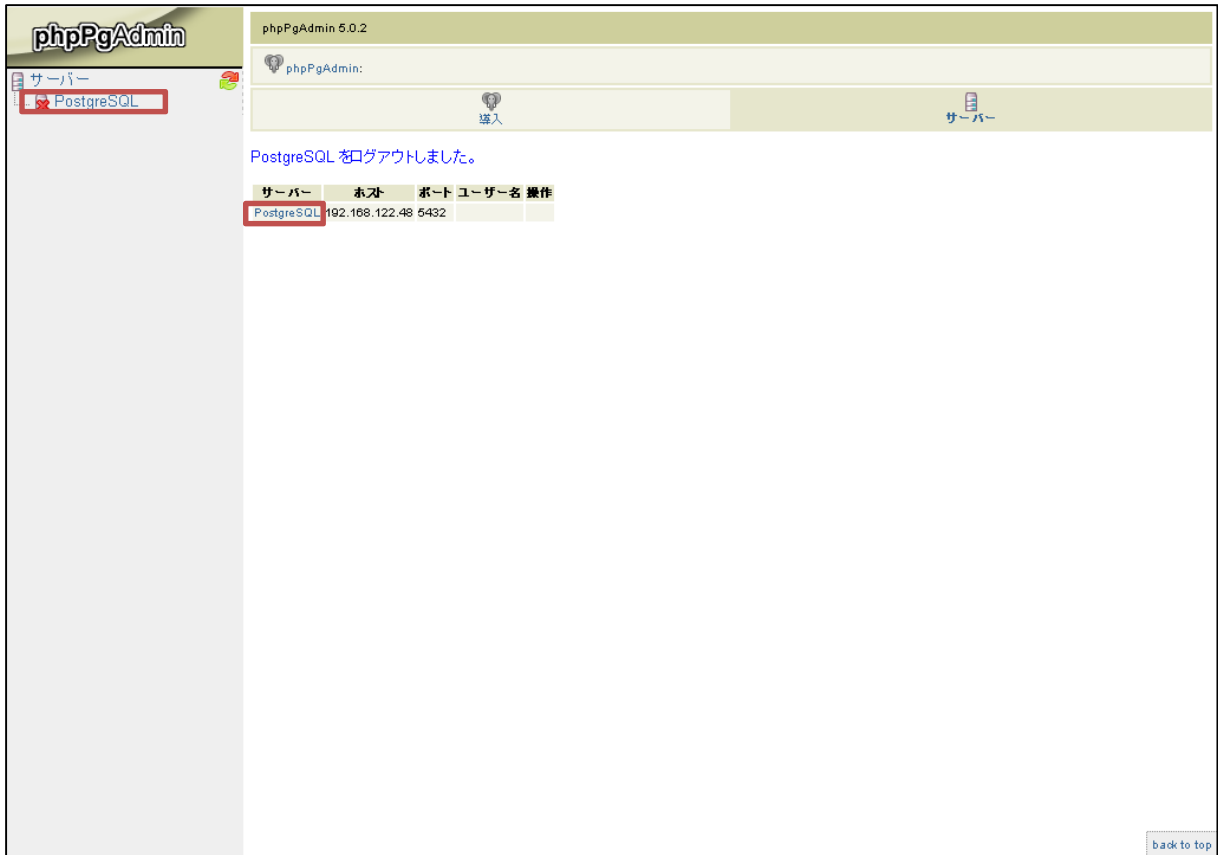 phpPgAdmin
サーバー
PostgreSQL
phpPgAdmin 5.0.2
phpPgAdmin:
導入
サーバー
PostgreSQL をログアウトしました。
サーバー ホスト ポート ユーザー名 操作
PostgreSQL 192.168.122.48 5432
back to top